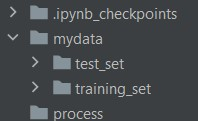 .ipynb_checkpoints
mydata
test_set
training_set
process